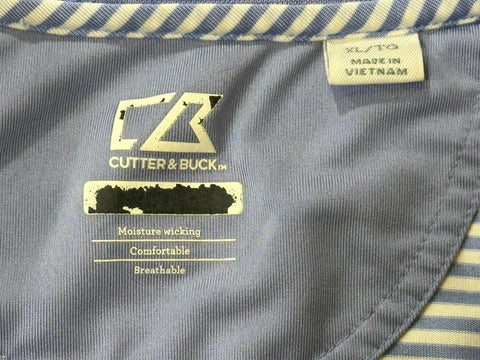 XL/TG
MADE IN
VIETNAM
CUTTER & BUCK™
Moisture wicking
Comfortable
Breathable